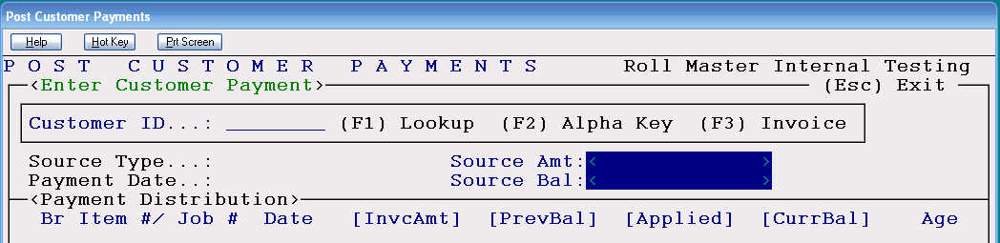 Post Customer Payments
Help Hot Key Prt Screen
POST CUSTOMER PAYMENTS Roll Master Internal Testing
<Enter Customer Payment> (Esc) Exit
Customer ID...: _________ (F1) Lookup (F2) Alpha Key (F3) Invoice
Source Type...: Source Amt:< >
Payment Date..: Source Bal:< >
<Payment Distribution>
Br Item #/ Job # Date [InvcAmt] [PrevBal] [Applied] [CurrBal] Age